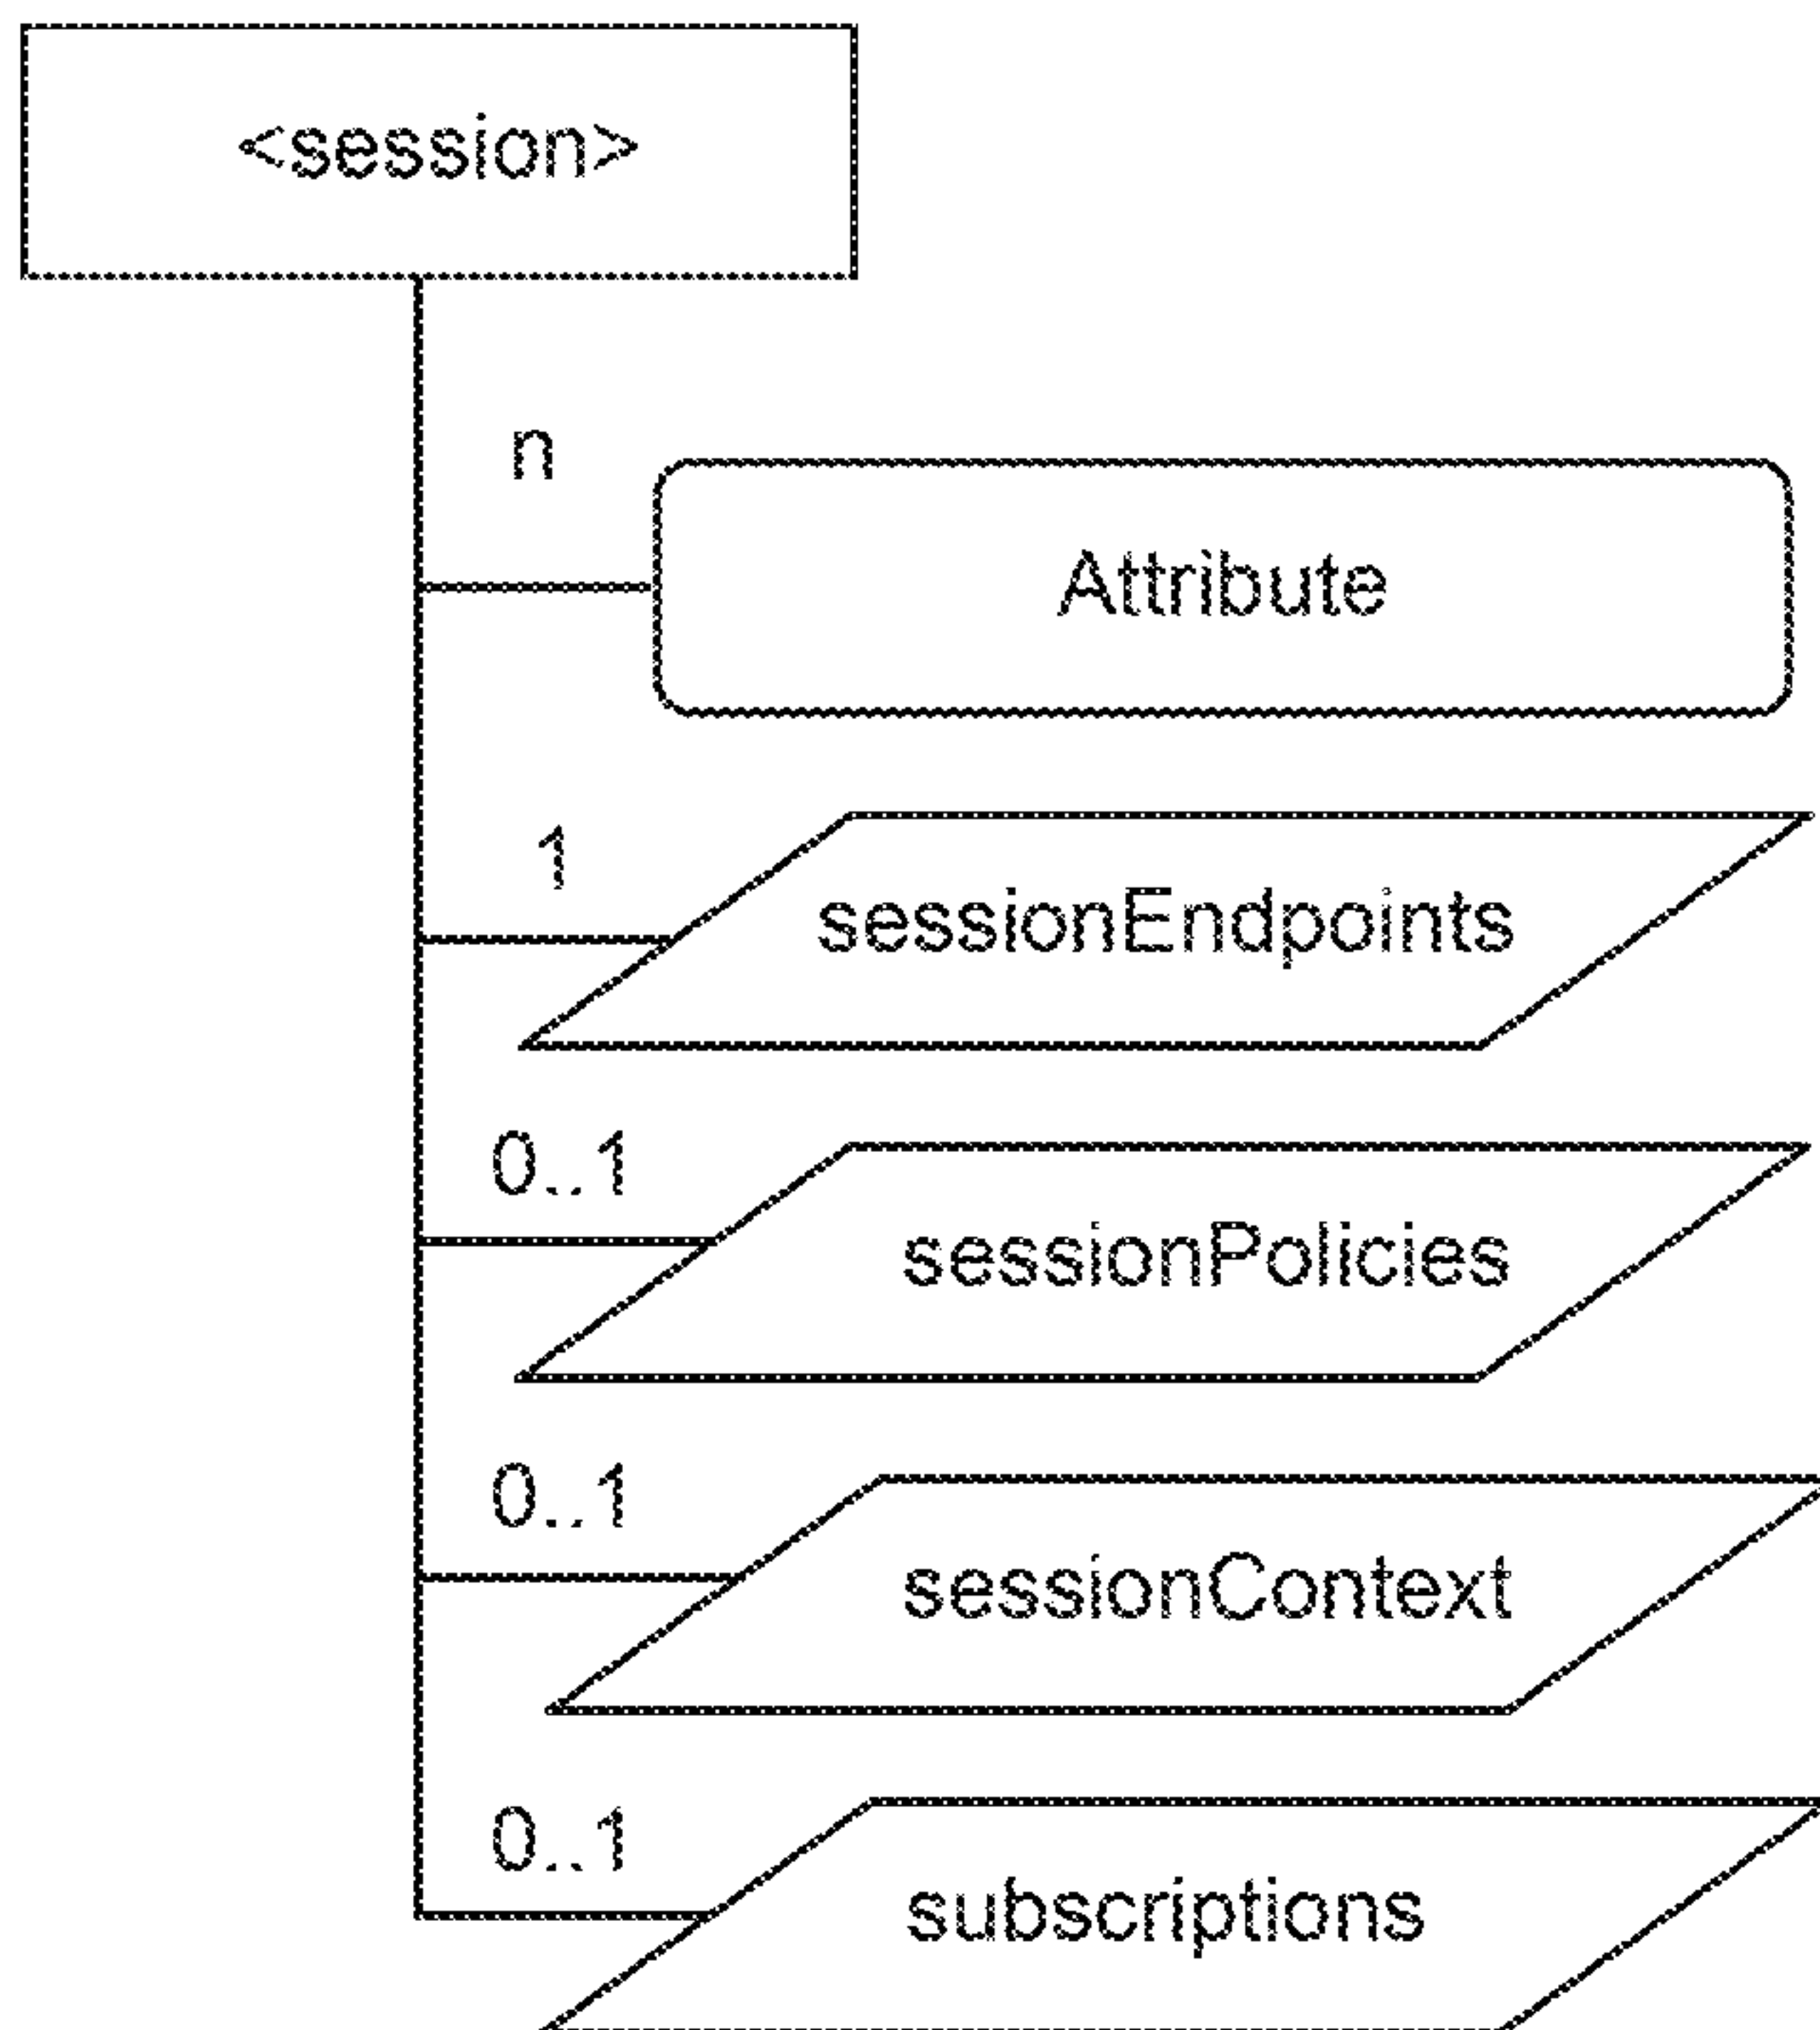 <session>
n
Attribute
1
sessionEndpoints
0..1
sessionPolicies
0..1
sessionContext
0..1
subscriptions